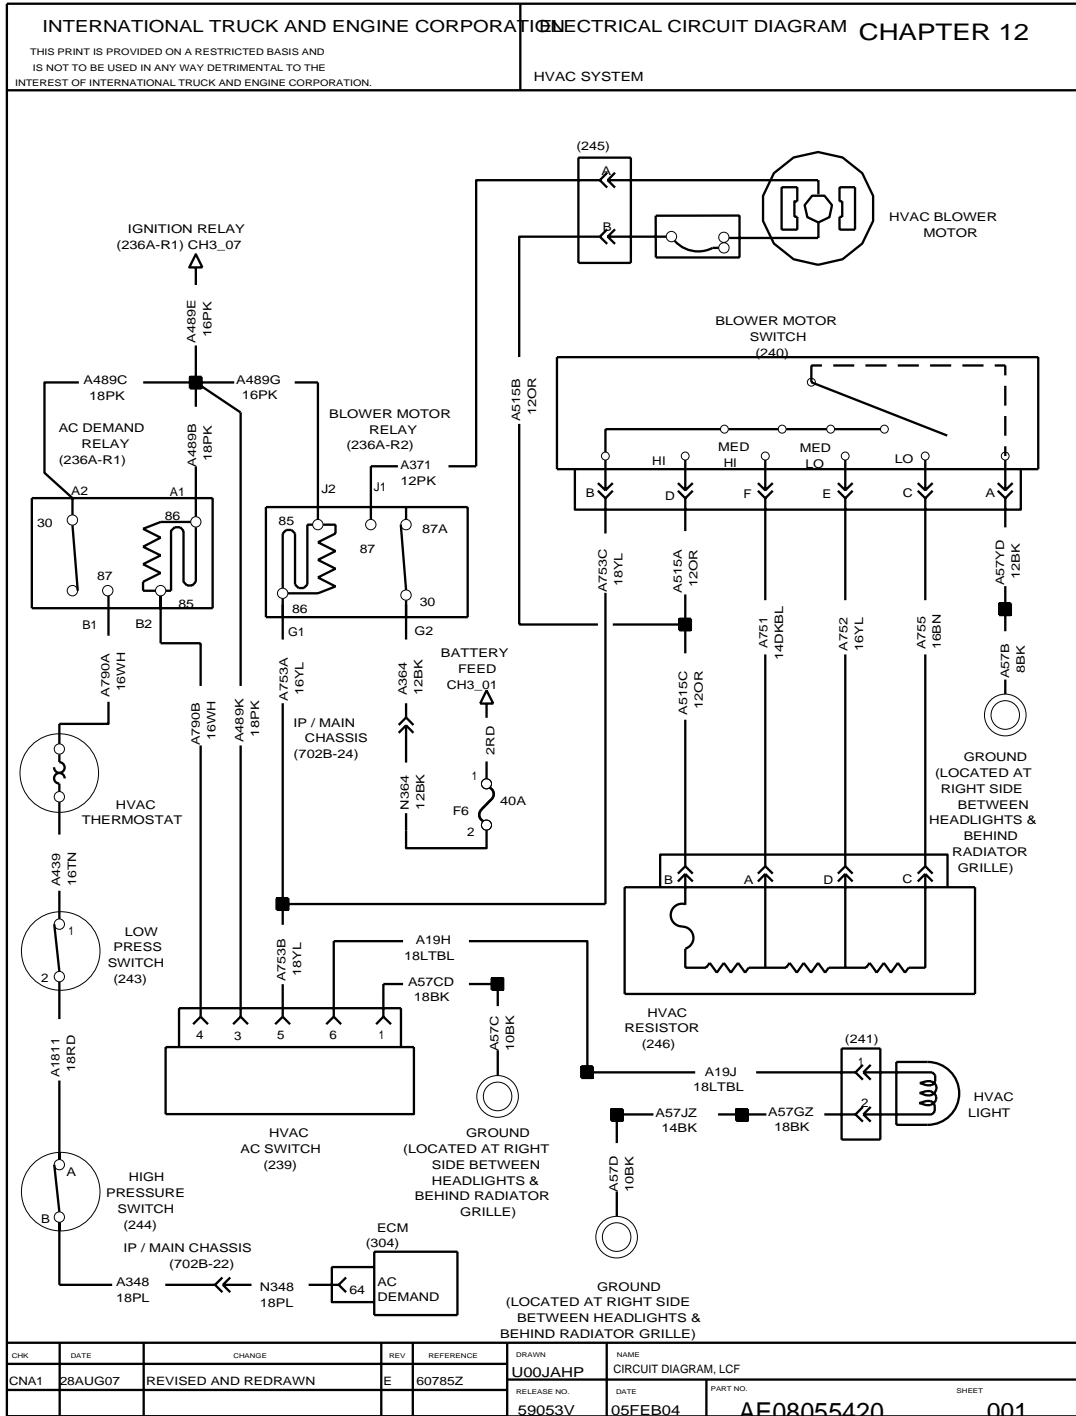 INTERNATIONAL TRUCK AND ENGINE CORPORATION
ELECTRICAL CIRCUIT DIAGRAM
CHAPTER 12
THIS PRINT IS PROVIDED ON A RESTRICTED BASIS AND
IS NOT TO BE USED IN ANY WAY DETRIMENTAL TO THE
INTEREST OF INTERNATIONAL TRUCK AND ENGINE CORPORATION.
HVAC SYSTEM
(245)
A
B
HVAC BLOWER
MOTOR
IGNITION RELAY
(236A-R1) CH3_07
A489E
16PK
A489C
18PK
A489G
16PK
A489B
18PK
AC DEMAND
RELAY
(236A-R1)
BLOWER MOTOR
RELAY
(236A-R2)
A371
12PK
A515B
12OR
BLOWER MOTOR
SWITCH
(240)
HI
MED
HI
MED
LO
LO
B
D
F
E
C
A
A2
A1
30
86
87
85
B1
B2
J2
J1
85
87
87A
86
30
G1
G2
A753C
18YL
A515A
12OR
A751
14DKBL
A752
16YL
A755
16BN
A57YD
12BK
A57B
8BK
A515C
12OR
A790A
16WH
A790B
16WH
A489K
18PK
A753A
16YL
A364
12BK
BATTERY
FEED
CH3_01
2RD
IP / MAIN
CHASSIS
(702B-24)
N364
12BK
1
F6
40A
2
GROUND
(LOCATED AT
RIGHT SIDE
BETWEEN
HEADLIGHTS &
BEHIND
RADIATOR
GRILLE)
HVAC
THERMOSTAT
A439
16TN
1
2
LOW
PRESS
SWITCH
(243)
A753B
18YL
A19H
18LTBL
A57CD
18BK
A57C
10BK
B
A
D
C
HVAC
RESISTOR
(246)
4
3
5
6
1
HVAC
AC SWITCH
(239)
GROUND
(LOCATED AT RIGHT
SIDE BETWEEN
HEADLIGHTS &
BEHIND RADIATOR
GRILLE)
A1811
18RD
(241)
1
2
A19J
18LTBL
A57JZ
14BK
A57GZ
18BK
HVAC
LIGHT
A57D
10BK
GROUND
(LOCATED AT RIGHT SIDE
BETWEEN HEADLIGHTS &
BEHIND RADIATOR GRILLE)
A
B
HIGH
PRESSURE
SWITCH
(244)
IP / MAIN CHASSIS
(702B-22)
A348
18PL
N348
18PL
ECM
(304)
64
AC
DEMAND
CHK
DATE
CHANGE
REV
REFERENCE
DRAWN
NAME
CNA1
28AUG07
REVISED AND REDRAWN
E
60785Z
U00JAHP
CIRCUIT DIAGRAM, LCF
RELEASE NO.
DATE
PART NO.
SHEET
59053V
05FEB04
AE08055420
001